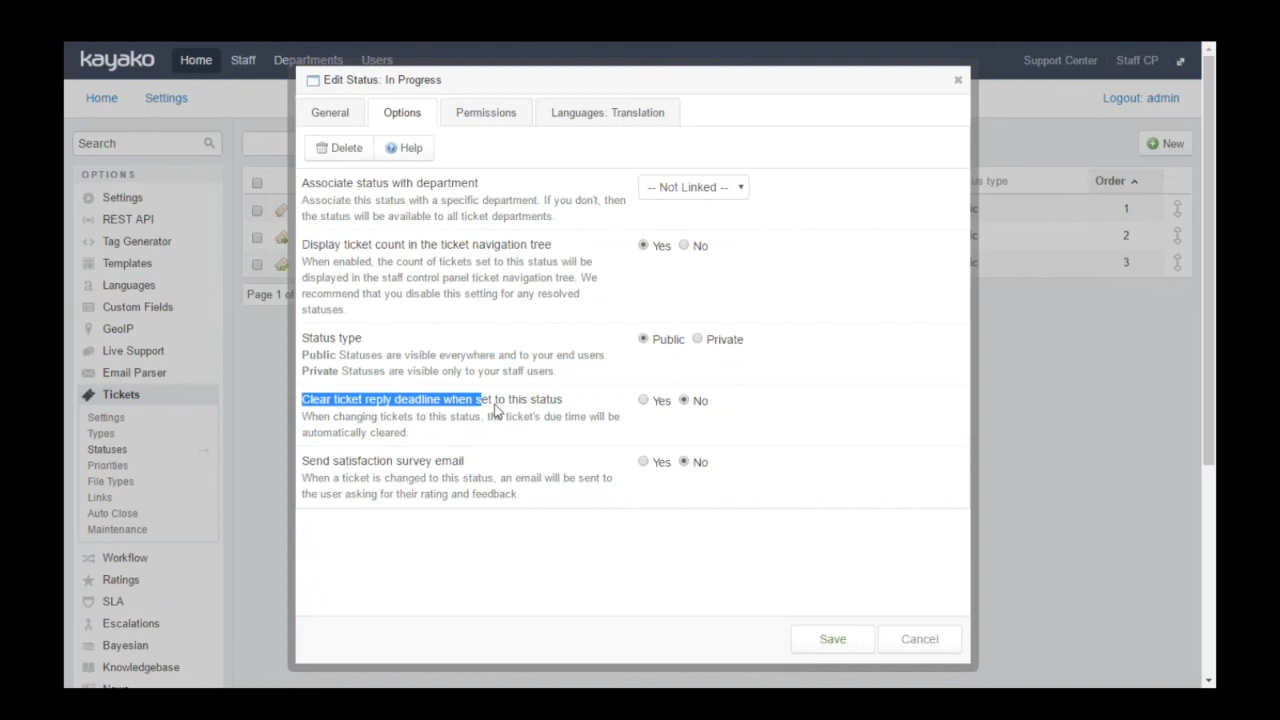 kayako Home Staff Departments Users Support Center Staff CP
Home Settings Logout: admin
Edit Status: In Progress
General Options Permissions Languages: Translation
Delete Help
Search
New
OPTIONS
Settings
REST API
Tag Generator
Templates
Languages
Custom Fields
GeoIP
Live Support
Email Parser
Tickets
Settings
Types
Statuses
Priorities
File Types
Links
Auto Close
Maintenance
Workflow
Ratings
SLA
Escalations
Bayesian
Knowledgebase
Page 1 of
Associate status with department
Associate this status with a specific department. If you don't, then
the status will be available to all ticket departments.
-- Not Linked --
Display ticket count in the ticket navigation tree
When enabled, the count of tickets set to this status will be
displayed in the staff control panel ticket navigation tree. We
recommend that you disable this setting for any resolved
statuses.
Yes No
Status type
Public Statuses are visible everywhere and to your end users.
Private Statuses are visible only to your staff users.
Public Private
Clear ticket reply deadline when set to this status
When changing tickets to this status, the ticket's due time will be
automatically cleared.
Yes No
Send satisfaction survey email
When a ticket is changed to this status, an email will be sent to
the user asking for their rating and feedback.
Yes No
Save Cancel
us type Order
ic 1
ic 2
ic 3